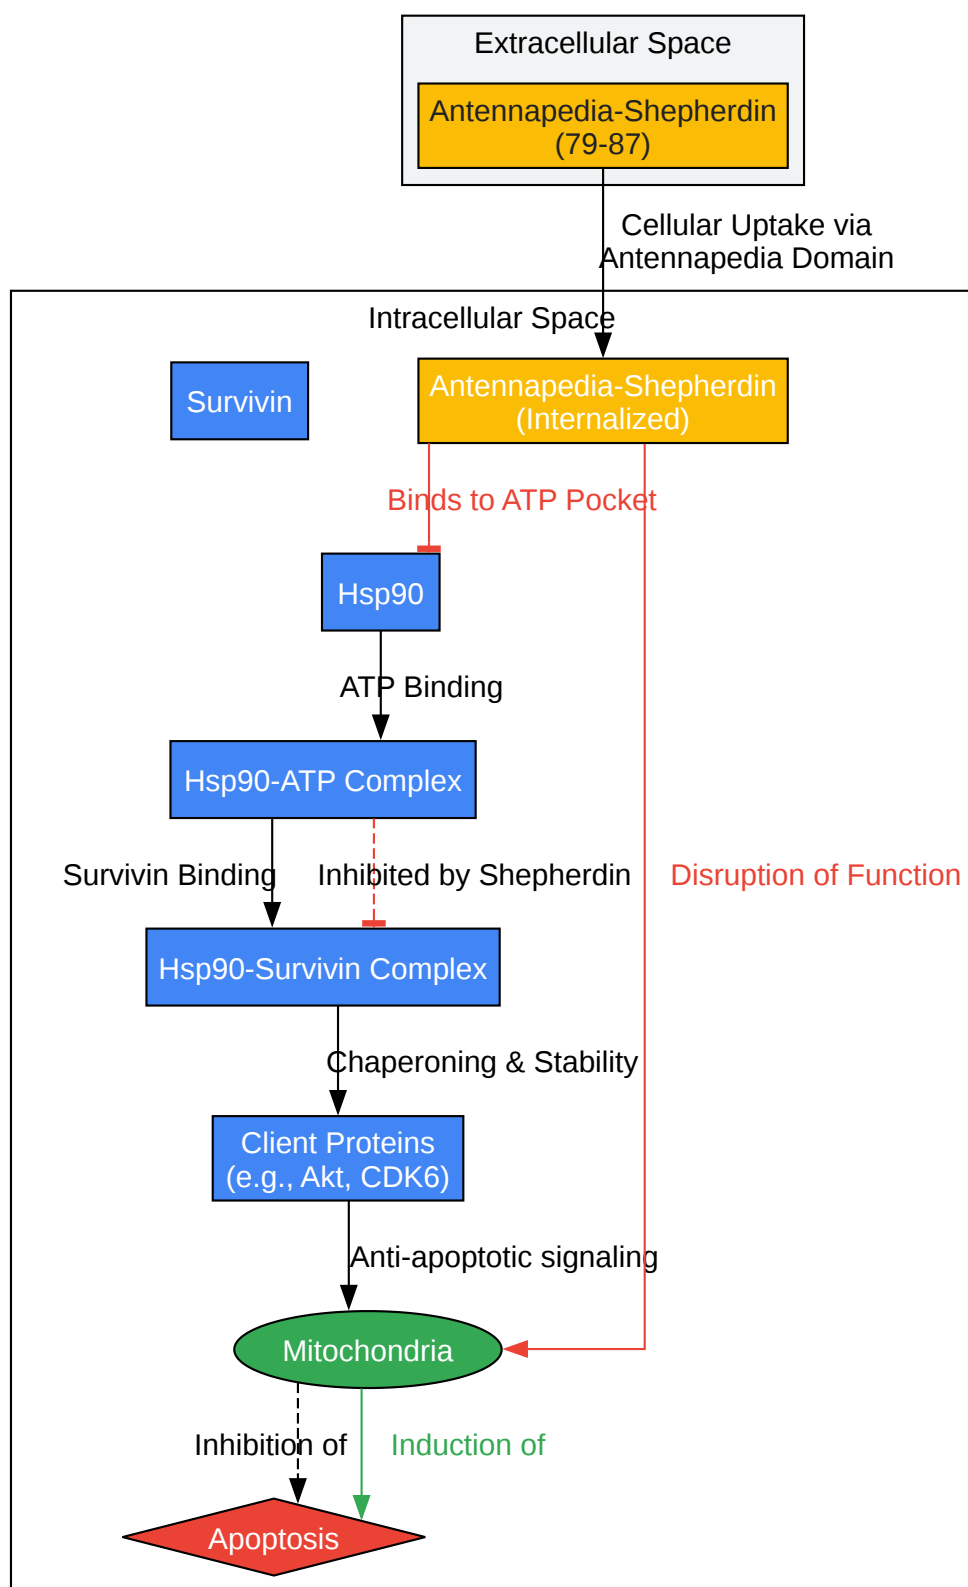 Extracellular Space
Antennapedia-Shepherdin
(79-87)
Cellular Uptake via
Antennapedia Domain
Intracellular Space
Survivin
Antennapedia-Shepherdin
(Internalized)
Binds to ATP Pocket
Hsp90
ATP Binding
Hsp90-ATP Complex
Survivin Binding
Inhibited by Shepherdin
Disruption of Function
Hsp90-Survivin Complex
Chaperoning & Stability
Client Proteins
(e.g., Akt, CDK6)
Anti-apoptotic signaling
Mitochondria
Inhibition of
Induction of
Apoptosis